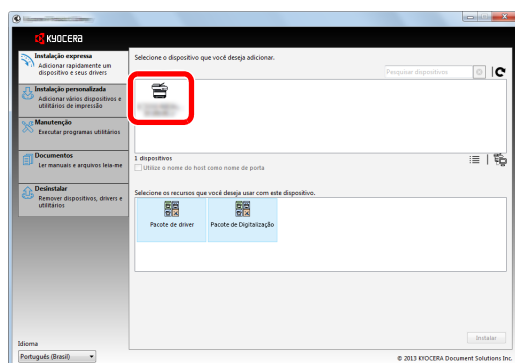 KYOCERA
Instalação expressa
Adicionar rapidamente um
dispositivo e seus drivers
Instalação personalizada
Adicionar vários dispositivos e
utilitários de impressão
Manutenção
Executar programas utilitários
Documentos
Ler manuais e arquivos leia-me
Desinstalar
Remover dispositivos, drivers e
utilitários
Idioma
Português (Brasil)
Selecione o dispositivo que você deseja adicionar.
Pesquisar dispositivos
1 dispositivos
Utilize o nome do host como nome de porta
Selecione os recursos que você deseja usar com este dispositivo.
Pacote de driver
Pacote de Digitalização
Instalar
© 2013 KYOCERA Document Solutions Inc.